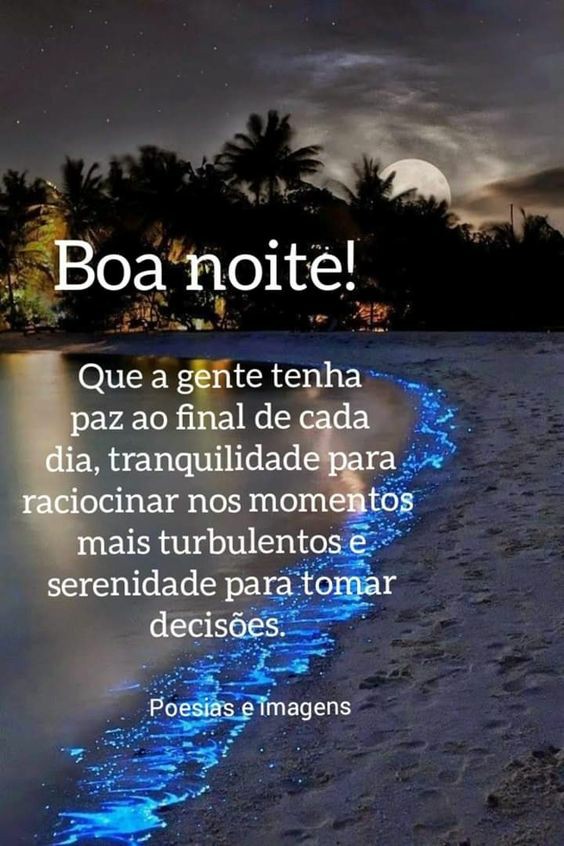 Boa noite!
Que a gente tenha
paz ao final de cada
dia, tranquilidade para
raciocinar nos momentos
mais turbulentos e
serenidade para tomar
decisões.
Poesias e imagens